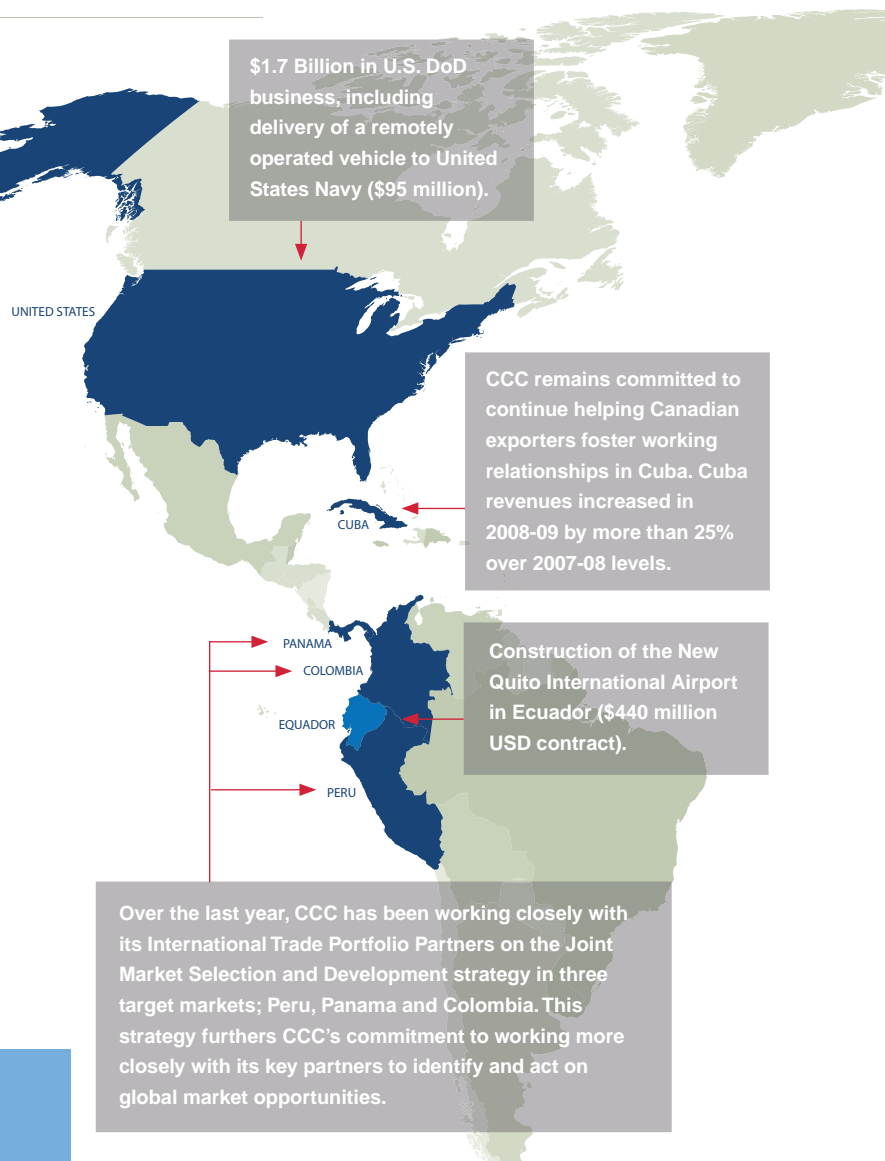 $1.7 Billion in U.S. DoD
business, including
delivery of a remotely
operated vehicle to United
States Navy ($95 million).
UNITED STATES
CCC remains committed to
continue helping Canadian
exporters foster working
relationships in Cuba. Cuba
revenues increased in
2008-09 by more than 25%
over 2007-08 levels.
CUBA
PANAMA
COLOMBIA
EQUADOR
PERU
Construction of the New
Quito International Airport
in Ecuador ($440 million
USD contract).
Over the last year, CCC has been working closely with
its International Trade Portfolio Partners on the Joint
Market Selection and Development strategy in three
target markets; Peru, Panama and Colombia. This
strategy furthers CCC’s commitment to working more
closely with its key partners to identify and act on
global market opportunities.